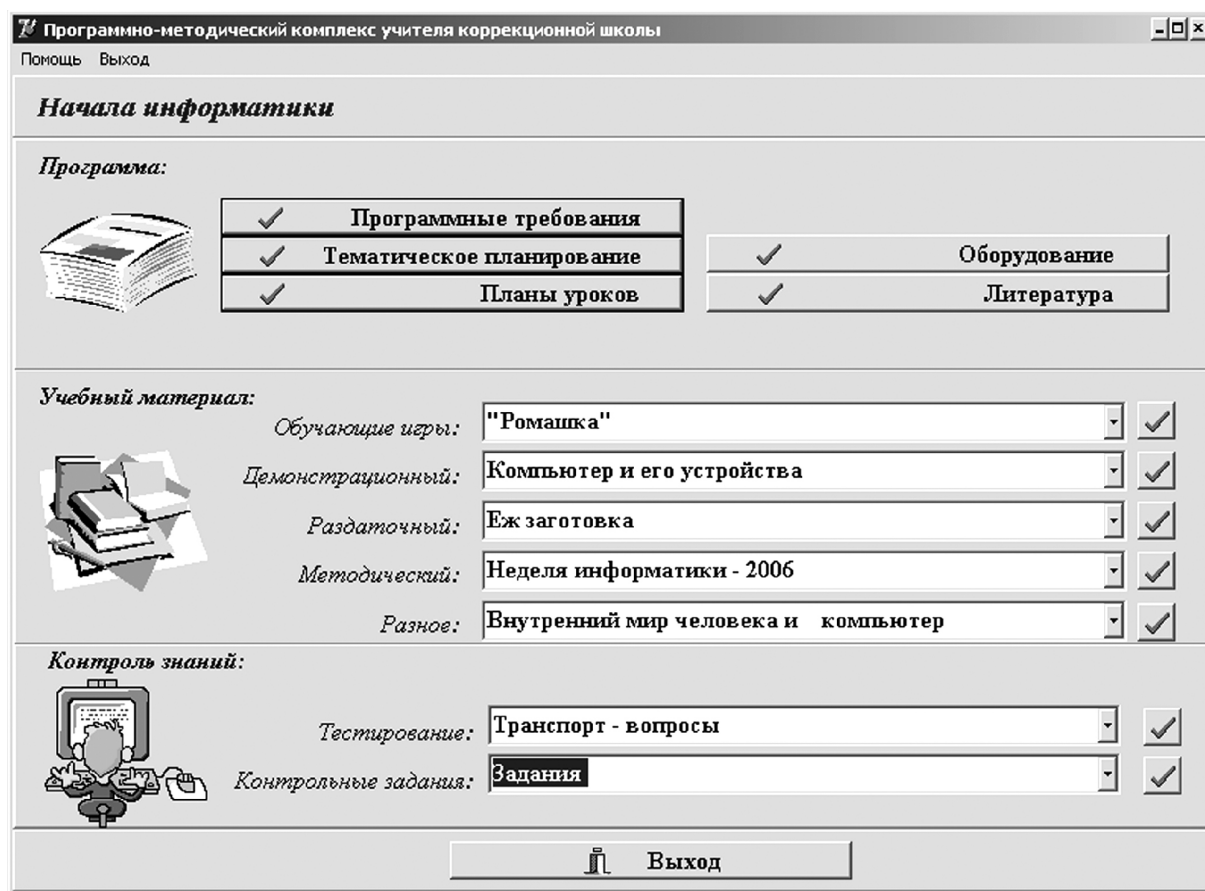 Программно-методический комплекс учителя коррекционной школы
Помощь Выход
Начала информатики
Программа:
Программные требования
Тематическое планирование
Оборудование
Планы уроков
Литература
Учебный материал:
Обучающие игры: "Ромашка"
Демонстрационный: Компьютер и его устройства
Раздаточный: Еж заготовка
Методический: Неделя информатики - 2006
Разное: Внутренний мир человека и компьютер
Контроль знаний:
Тестирование: Транспорт - вопросы
Контрольные задания: Задания
Выход